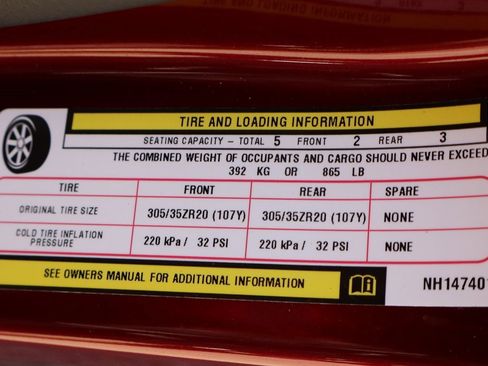 TIRE AND LOADING INFORMATION
SEATING CAPACITY – TOTAL 5 FRONT 2 REAR 3
THE COMBINED WEIGHT OF OCCUPANTS AND CARGO SHOULD NEVER EXCEED
392 KG OR 865 LB
TIRE FRONT REAR SPARE
ORIGINAL TIRE SIZE 305/35ZR20 (107Y) 305/35ZR20 (107Y) NONE
COLD TIRE INFLATION PRESSURE 220 kPa / 32 PSI 220 kPa / 32 PSI NONE
SEE OWNERS MANUAL FOR ADDITIONAL INFORMATION
NH14740